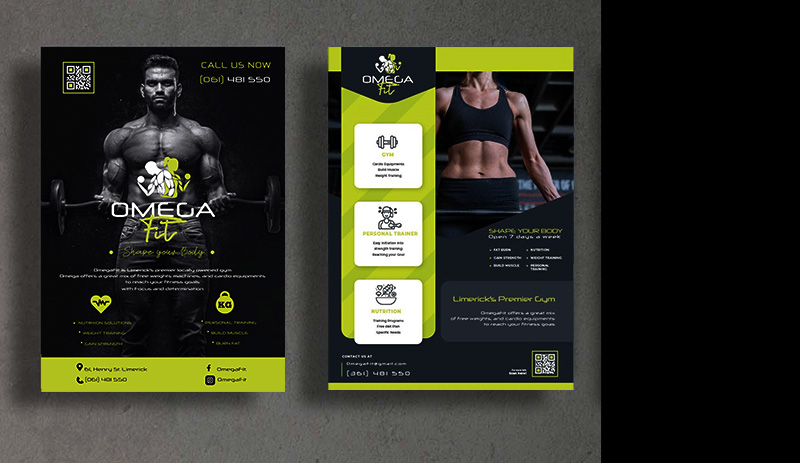 CALL US NOW
(061) 481 550
OMEGA
Fit
Shape your Body
OmegaFit is Limerick's premier locally owened gym
OmegaFit offers a great mix of free weights machines, and cardio equipments
to reach your fitness goals
with Focus and determination
KG
NUTRITION SOLUTIONS
WEIGHT TRAINING
GAIN STRENGTH
PERSONAL TRAINING
BUILD MUSCLE
BURN FAT
61, Henry St. Limerick
(061) 481 550
OmegaFit
OmegaFit
OMEGA
Fit
GYM
Cardio Equipments
Build Muscle
Weight Training
PERSONAL TRAINER
Easy Initiation into
strength training
Reaching your Goal
NUTRITION
Training Programs
Free Diet Plan
Specific Needs
SHAPE YOUR BODY
Open 7 days a week
FAT BURN
GAIN STRENGTH
BUILD MUSCLE
NUTRITION
WEIGHT TRAINING
PERSONAL
TRAINING
Limerick's Premier Gym
OmegaFit offers a great mix
of free weights, and cardio equipments
to reach your fitness goals
CONTACT US AT
OmegaFit@gmail.com
(361) 481 550